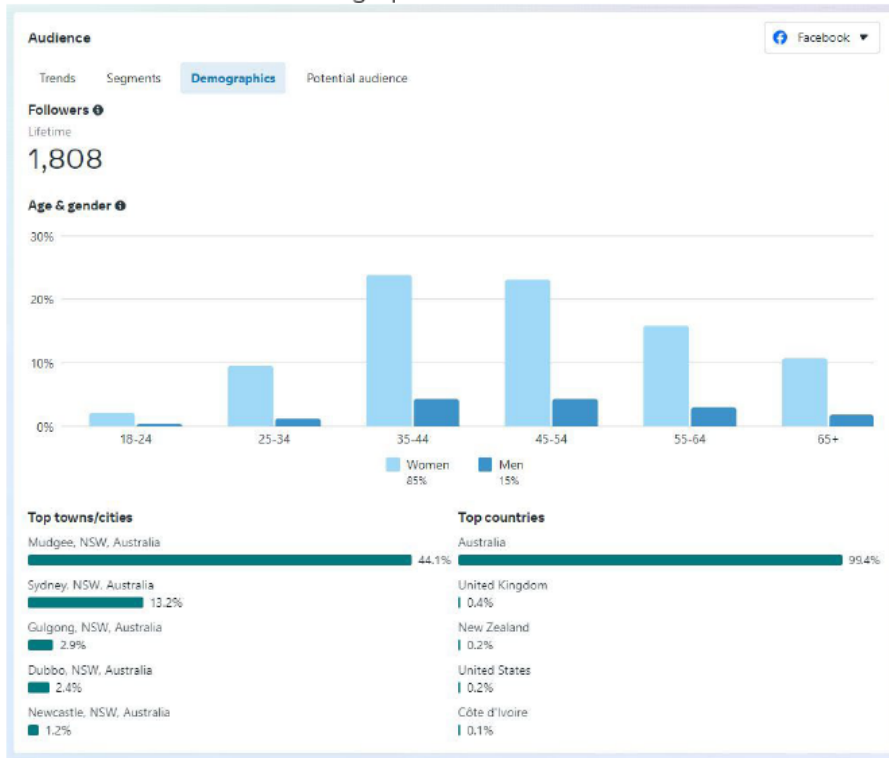 Audience
Facebook
Trends Segments Demographics Potential audience
Followers
Lifetime
1,808
Age & gender
30%
20%
10%
0%
18-24 25-34 35-44 45-54 55-64 65+
Women Men
85% 15%
Top towns/cities
Mudgee, NSW, Australia
44.1%
Sydney, NSW, Australia
13.2%
Gulgong, NSW, Australia
2.9%
Dubbo, NSW, Australia
2.4%
Newcastle, NSW, Australia
1.2%
Top countries
Australia
99.4%
United Kingdom
0.4%
New Zealand
0.2%
United States
0.2%
Côte d'Ivoire
0.1%